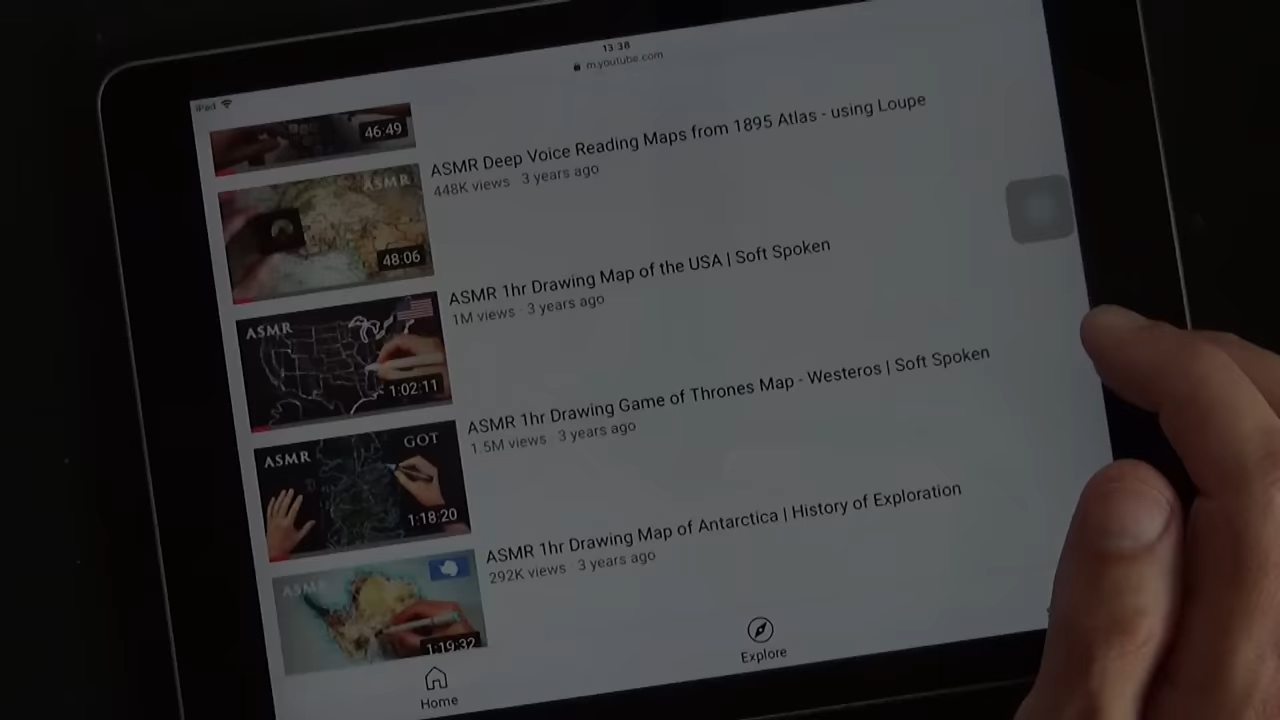 13:38
iPad
m.youtube.com
46:49
ASMR Deep Voice Reading Maps from 1895 Atlas - using Loupe
448K views · 3 years ago
ASMR
48:06
ASMR 1hr Drawing Map of the USA | Soft Spoken
1M views · 3 years ago
ASMR
1:02:11
ASMR 1hr Drawing Game of Thrones Map - Westeros | Soft Spoken
1.5M views · 3 years ago
ASMR
GOT
1:18:20
ASMR 1hr Drawing Map of Antarctica | History of Exploration
292K views · 3 years ago
ASMR
1:19:32
Home
Explore